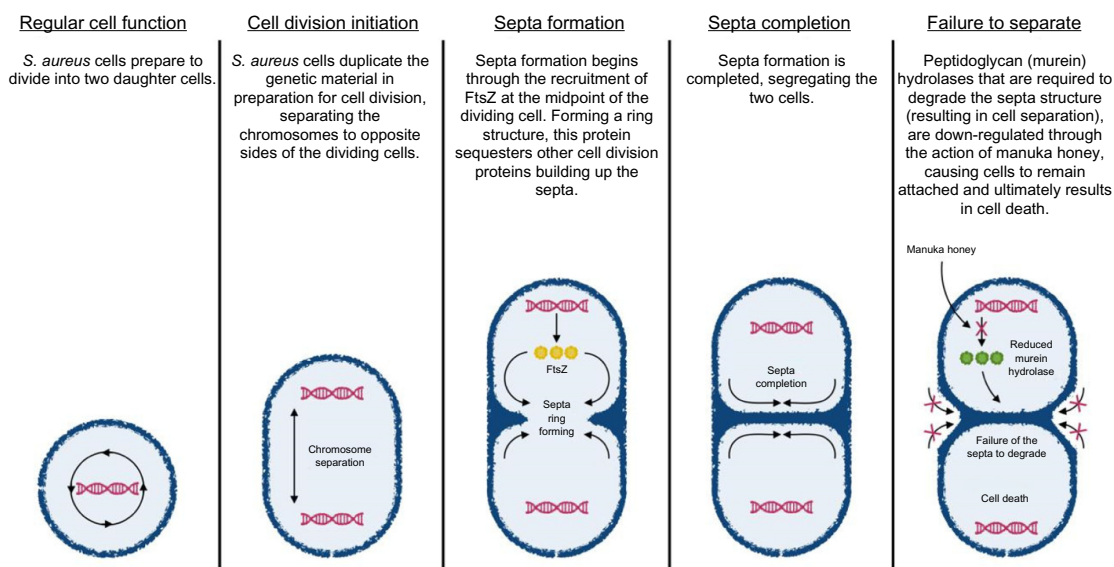 Regular cell function
S. aureus cells prepare to
divide into two daughter cells.
Cell division initiation
S. aureus cells duplicate the
genetic material in
preparation for cell division,
separating the
chromosomes to opposite
sides of the dividing cells.
Chromosome
separation
Septa formation
Septa formation begins
through the recruitment of
FtsZ at the midpoint of the
dividing cell. Forming a ring
structure, this protein
sequesters other cell division
proteins building up the
septa.
FtsZ
Septa
ring
forming
Septa completion
Septa formation is
completed, segregating the
two cells.
Septa
completion
Failure to separate
Peptidoglycan (murein)
hydrolases that are required to
degrade the septa structure
(resulting in cell separation),
are down-regulated through
the action of manuka honey,
causing cells to remain
attached and ultimately results
in cell death.
Manuka honey
Reduced
murein
hydrolase
Failure of the
septa to degrade
Cell death